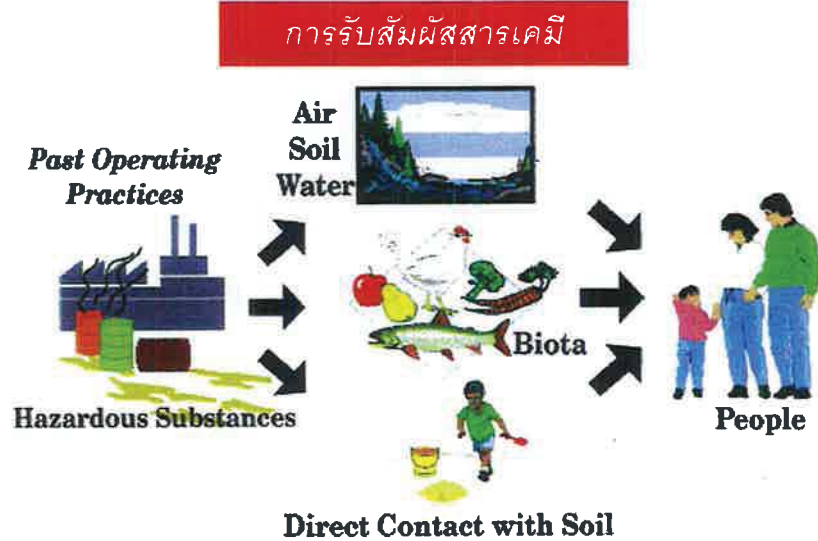 การรับสัมผัสสารเคมี
Air
Soil
Water
Past Operating
Practices
Hazardous Substances
Biota
People
Direct Contact with Soil